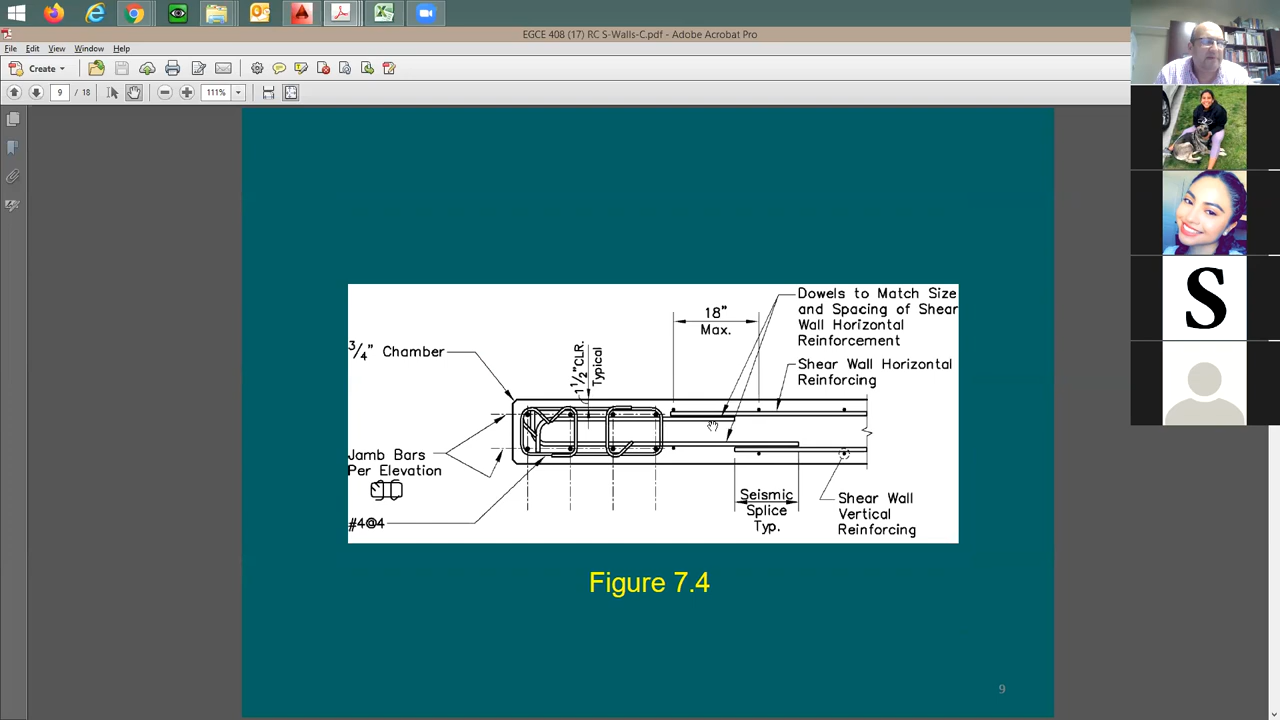 EGCE 408 (17) RC S-Walls-C.pdf - Adobe Acrobat Pro
File Edit View Window Help
Create
9 / 18 111%
Dowels to Match Size
and Spacing of Shear
Wall Horizontal
Reinforcement
18"
Max.
3/4" Chamber
1 1/2" CLR.
Typical
Shear Wall Horizontal
Reinforcing
Jamb Bars
Per Elevation
#4@4
Seismic
Splice
Typ.
Shear Wall
Vertical
Reinforcing
Figure 7.4
9
S